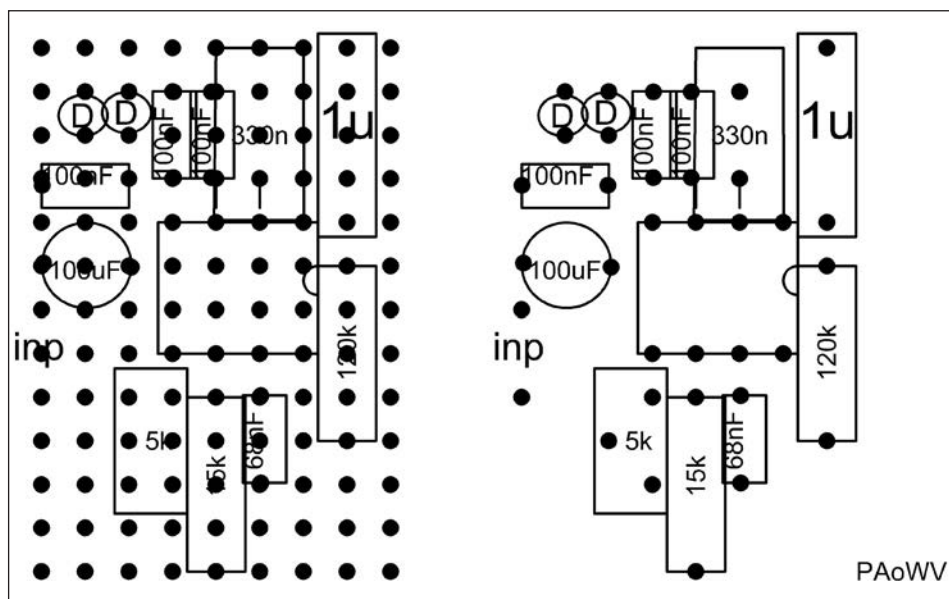 D D 100nF 100nF 330n 1u
100nF
100uF
inp
120k
5k 15k 68nF
D D 100nF 100nF 330n 1u
100nF
100uF
inp
120k
5k 15k 68nF
PAoWV